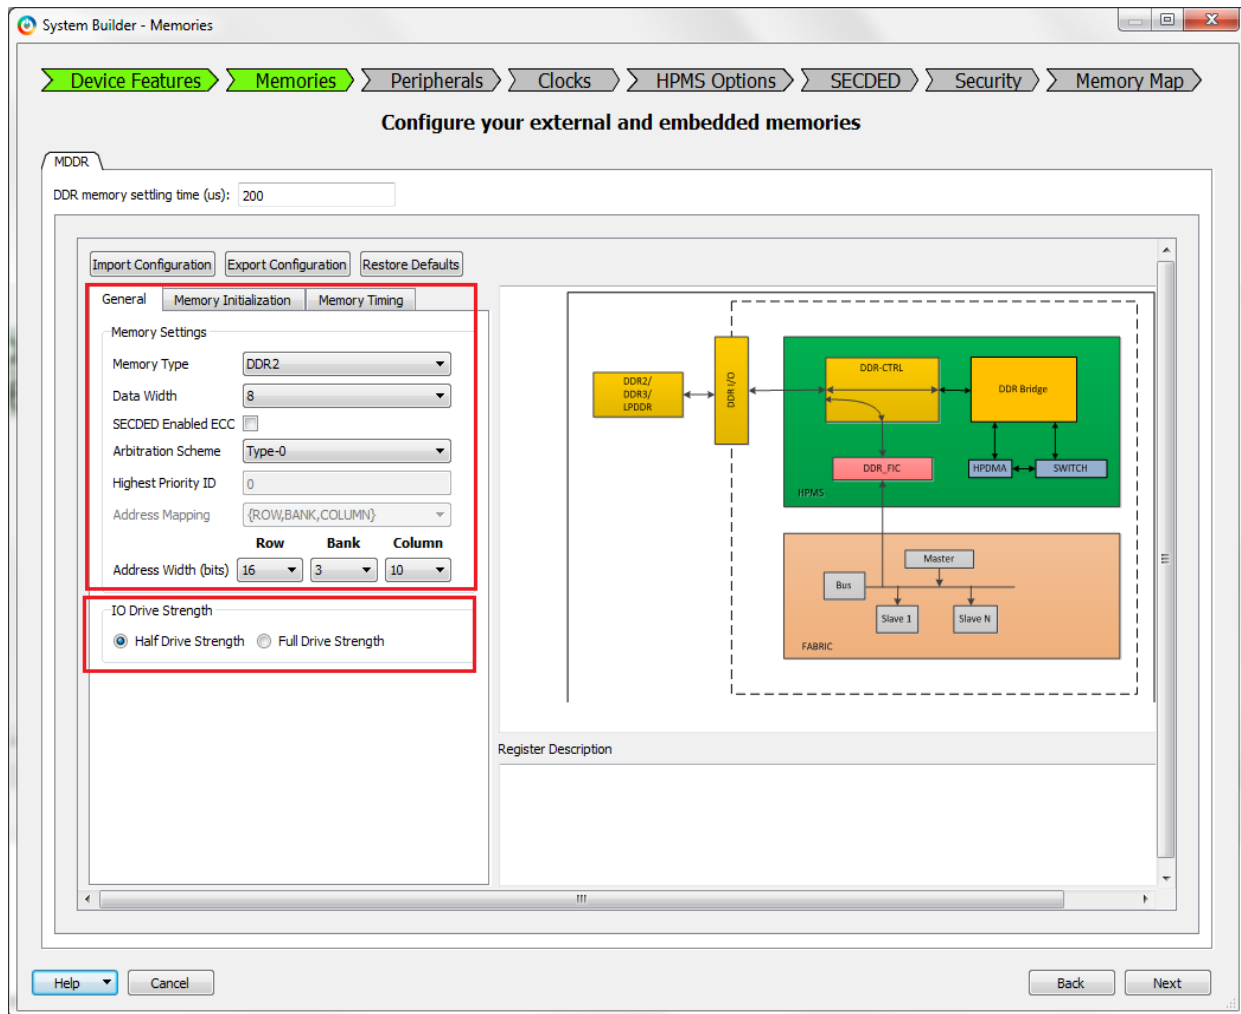 System Builder - Memories
Device Features Memories Peripherals Clocks HPMS Options SECDED Security Memory Map
Configure your external and embedded memories
MDDR
DDR memory settling time (us): 200
Import Configuration Export Configuration Restore Defaults
General Memory Initialization Memory Timing
Memory Settings
Memory Type DDR2
Data Width 8
SECDED Enabled ECC
Arbitration Scheme Type-0
Highest Priority ID 0
Address Mapping {ROW,BANK,COLUMN}
Row Bank Column
Address Width (bits) 16 3 10
IO Drive Strength
Half Drive Strength Full Drive Strength
DDR2/
DDR3/
LPDDR
DDR I/O
DDR-CTRL
DDR Bridge
DDR_FIC
HPDMA
SWITCH
HPMS
Master
Bus
Slave 1
Slave N
FABRIC
Register Description
Help Cancel Back Next